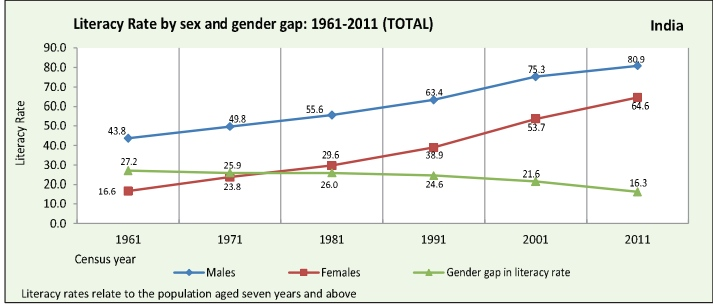 Literacy Rate by sex and gender gap: 1961-2011 (TOTAL) India
90.0
80.0
70.0
60.0
50.0
40.0
30.0
20.0
10.0
0.0
Literacy Rate
43.8 49.8 55.6 63.4 75.3 80.9
16.6 23.8 29.6 38.9 53.7 64.6
27.2 25.9 26.0 24.6 21.6 16.3
1961 1971 1981 1991 2001 2011
Census year
Males Females Gender gap in literacy rate
Literacy rates relate to the population aged seven years and above